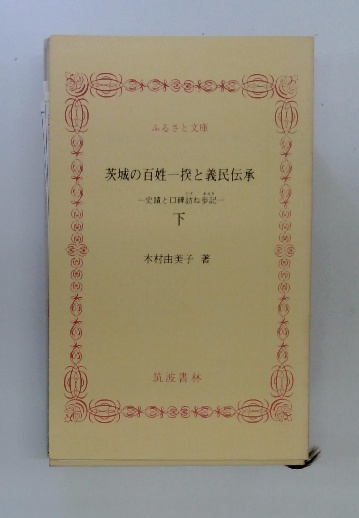 ふるさと文庫
茨城の百姓一揆と義民伝承
―史蹟と口碑訪ね歩記―
下
木村由美子 著
筑波書林